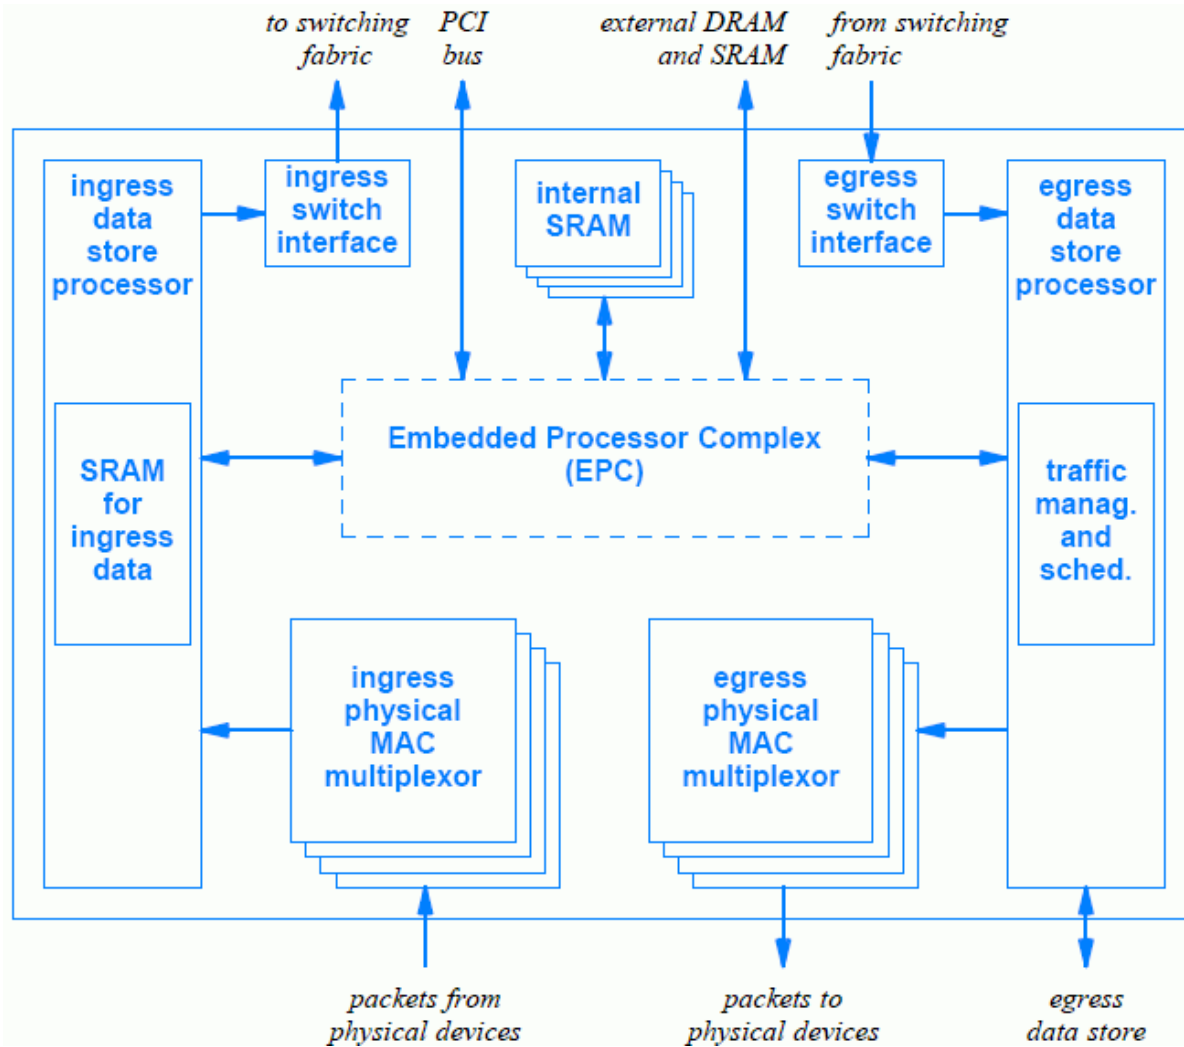 to switching
fabric
PCI
bus
external DRAM
and SRAM
from switching
fabric
ingress
data
store
processor
ingress
switch
interface
internal
SRAM
egress
switch
interface
egress
data
store
processor
Embedded Processor Complex
(EPC)
SRAM
for
ingress
data
traffic
manag.
and
sched.
ingress
physical
MAC
multiplexor
egress
physical
MAC
multiplexor
packets from
physical devices
packets to
physical devices
egress
data store